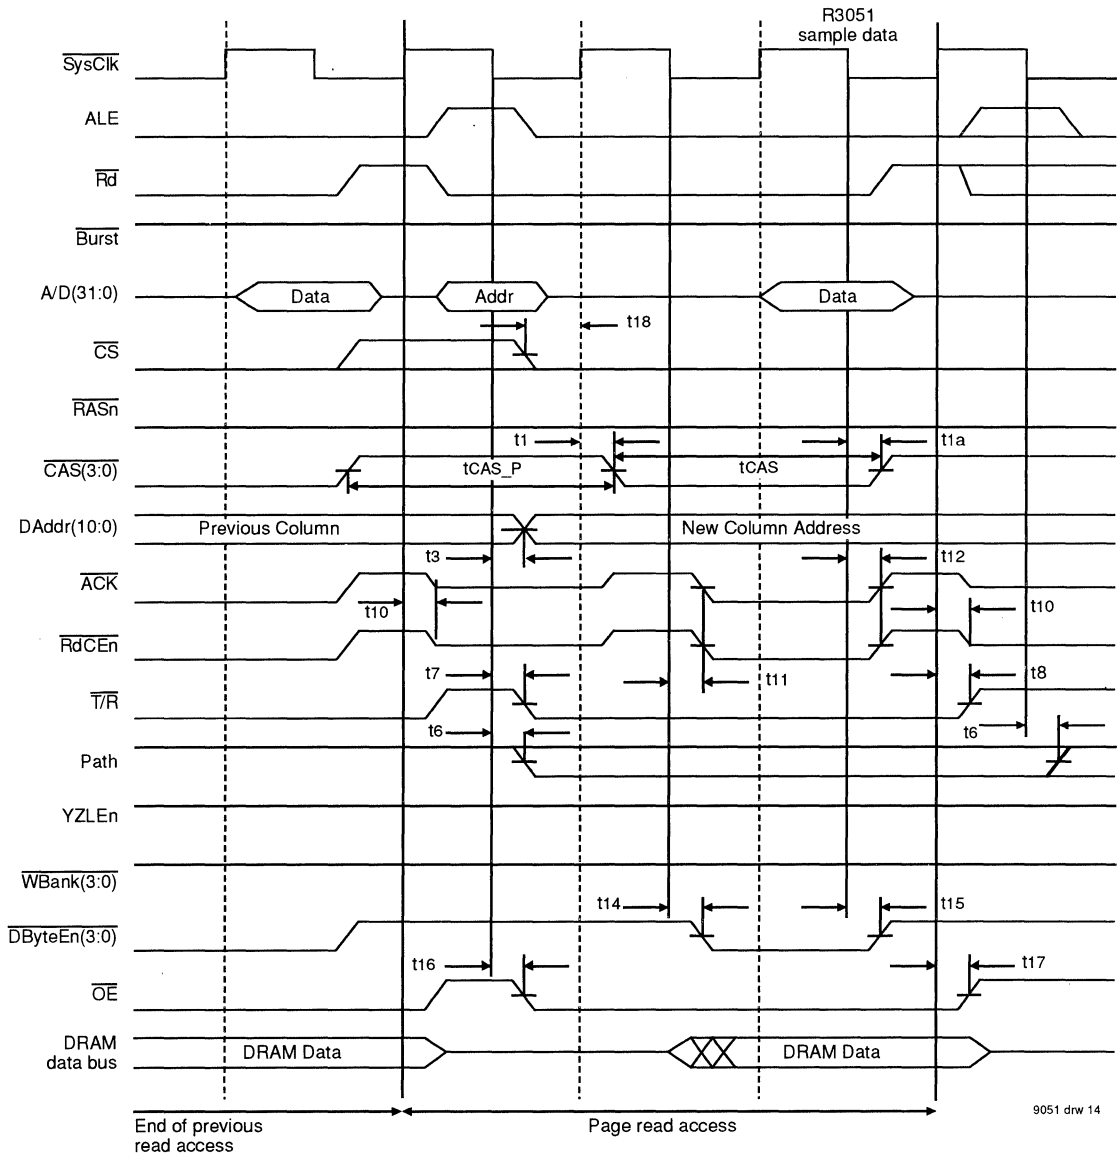 R3051
sample data
SysClk
ALE
Rd
Burst
A/D(31:0)
Data
Addr
Data
t18
CS
RASn
t1
t1a
CAS(3:0)
tCAS_P
tCAS
DAddr(10:0)
Previous Column
New Column Address
t3
t12
ACK
t10
t10
RdCEn
t7
t11
t8
T/R
t6
t6
Path
YZLEn
WBank(3:0)
t14
t15
DByteEn(3:0)
t16
t17
OE
DRAM
data bus
DRAM Data
DRAM Data
9051 drw 14
End of previous
read access
Page read access